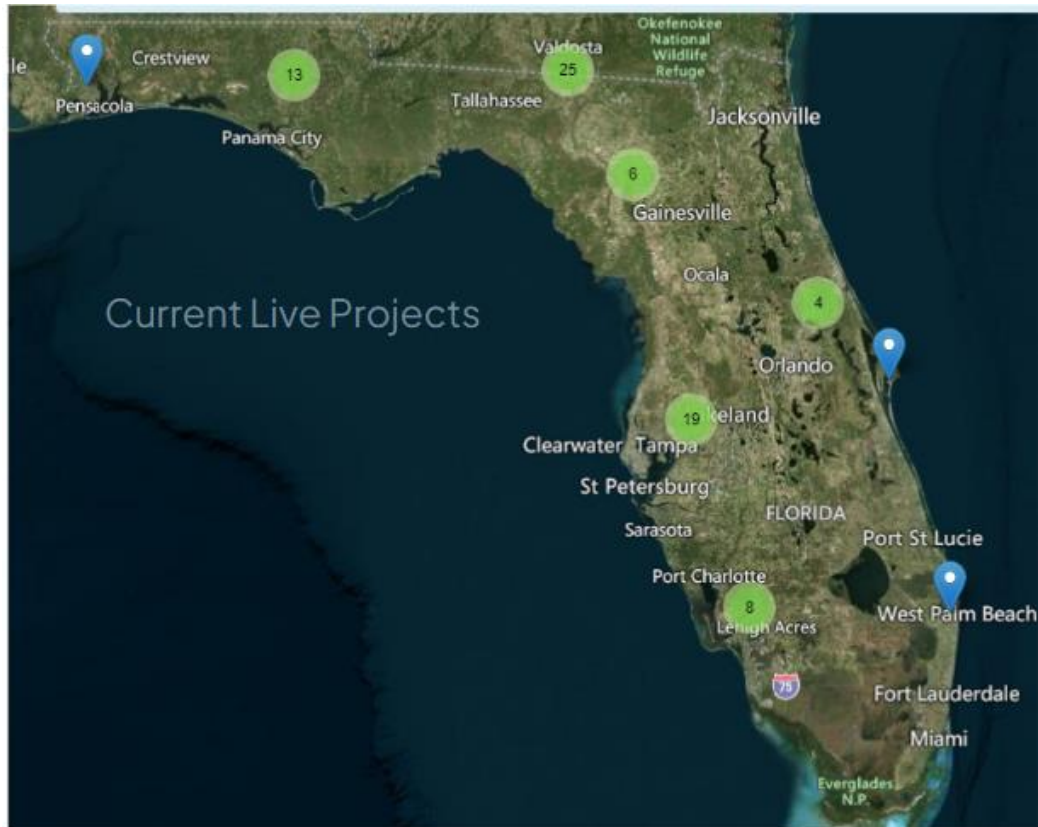 Okefenokee
National
Wildlife
Refuge
Valdosta
Crestview
13
25
le
Pensacola
Tallahassee
Jacksonville
Panama City
6
Gainesville
Ocala
4
Current Live Projects
Orlando
19
keland
Clearwater
Tampa
St Petersburg
FLORIDA
Sarasota
Port St Lucie
Port Charlotte
8
West Palm Beach
Lehigh Acres
75
Fort Lauderdale
Miami
Everglades
N.P.